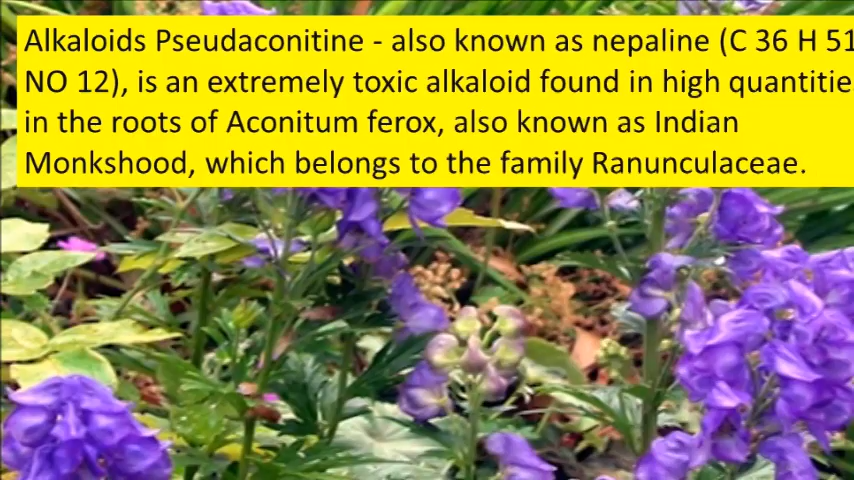 Alkaloids Pseudaconitine - also known as nepaline (C 36 H 51
NO 12), is an extremely toxic alkaloid found in high quantitie
in the roots of Aconitum ferox, also known as Indian
Monkshood, which belongs to the family Ranunculaceae.